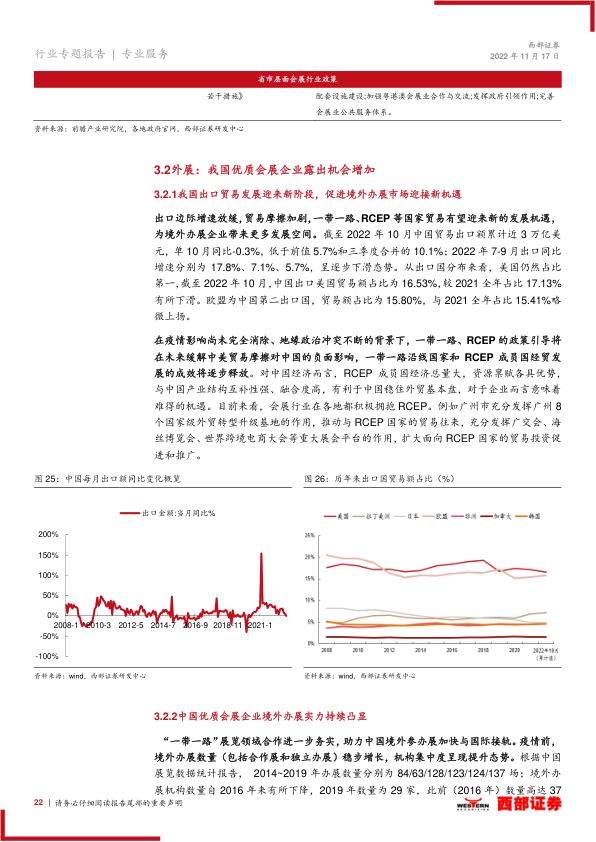 西部证券
行业专题报告 | 专业服务
2022 年 11 月 17 日
省市层面会展行业政策
若干措施》 配套设施建设;加强粤港澳会展业合作与交流;发挥政府引领作用;完善
会展业公共服务体系。
资料来源：前瞻产业研究院，各地政府官网，西部证券研发中心
3.2外展：我国优质会展企业露出机会增加
3.2.1我国出口贸易发展迎来新阶段，促进境外办展市场迎接新机遇
出口边际增速放缓，贸易摩擦加剧，一带一路、RCEP 等国家贸易有望迎来新的发展机遇，
为境外办展企业带来更多发展空间。截至 2022 年 10 月中国贸易出口额累计近 3 万亿美
元，单 10 月同比-0.3%，低于前值 5.7%和三季度合并的 10.1%；2022 年 7-9 月出口同比
增速分别为 17.8%、7.1%、5.7%，呈逐步下滑态势。从出口国分布来看，美国仍然占比
第一，截至 2022 年 10 月，中国出口美国贸易额占比为 16.53%，较 2021 全年占比 17.13%
有所下滑。欧盟为中国第二出口国，贸易额占比为 15.80%，与 2021 全年占比 15.41%略
微上扬。
在疫情影响尚未完全消除、地缘政治冲突不断的背景下，一带一路、RCEP 的政策引导将
在未来缓解中美贸易摩擦对中国的负面影响，一带一路沿线国家和 RCEP 成员国经贸发
展的成效将逐步释放。对中国经济而言，RCEP 成员国经济总量大，资源禀赋各具优势，
与中国产业结构互补性强、融合度高，有利于中国稳住外贸基本盘，对于企业而言意味着
难得的机遇。目前来看，会展行业在各地都积极拥抱 RCEP。例如广州市充分发挥广州 8
个国家级外贸转型升级基地的作用，推动与 RCEP 国家的贸易往来，充分发挥广交会、海
丝博览会、世界跨境电商大会等重大展会平台的作用，扩大面向 RCEP 国家的贸易投资促
进和推广。
图 25：中国每月出口额同比变化概览
图 26：历年来出口国贸易额占比（%）
出口金额:当月同比%
200%
150%
100%
50%
0%
-50%
-100%
2008-1 2010-3 2012-5 2014-7 2016-9 2018-11 2021-1
美国 拉丁美洲 日本 欧盟 非洲 加拿大 韩国
25%
20%
15%
10%
5%
0%
2008 2010 2012 2014 2016 2018 2020 2022年10月
(累计值)
资料来源：wind，西部证券研发中心
资料来源：wind，西部证券研发中心
3.2.2中国优质会展企业境外办展实力持续凸显
“一带一路”展览领域合作进一步务实，助力中国境外参办展加快与国际接轨。疫情前，
境外办展数量（包括合作展和独立办展）稳步增长，机构集中度呈现提升态势。根据中国
展览数据统计报告， 2014~2019 年办展数量分别为 84/63/128/123/124/137 场；境外办
展机构数量自 2016 年来有所下降，2019 年数量为 29 家，此前（2016 年）数量高达 37
22 | 请务必仔细阅读报告尾部的重要声明
WESTERN
SECURITIES
西部证券